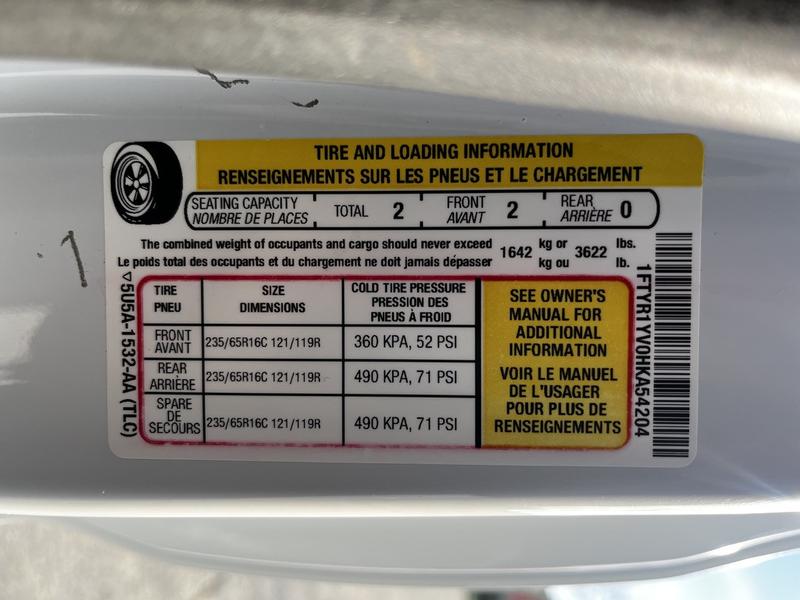 TIRE AND LOADING INFORMATION
RENSEIGNEMENTS SUR LES PNEUS ET LE CHARGEMENT
SEATING CAPACITY
NOMBRE DE PLACES
TOTAL 2
FRONT
AVANT 2
REAR
ARRIÈRE 0
The combined weight of occupants and cargo should never exceed 1642 kg or 3622 lbs.
Le poids total des occupants et du chargement ne doit jamais dépasser kg ou lb.
TIRE
PNEU
SIZE
DIMENSIONS
COLD TIRE PRESSURE
PRESSION DES
PNEUS À FROID
FRONT
AVANT
235/65R16C 121/119R
360 KPA, 52 PSI
REAR
ARRIÈRE
235/65R16C 121/119R
490 KPA, 71 PSI
SPARE
DE
SECOURS
235/65R16C 121/119R
490 KPA, 71 PSI
SEE OWNER'S
MANUAL FOR
ADDITIONAL
INFORMATION
VOIR LE MANUEL
DE L'USAGER
POUR PLUS DE
RENSEIGNEMENTS
▽5U5A-1532-AA (TLC)
1FTYR1YV0HKA54204